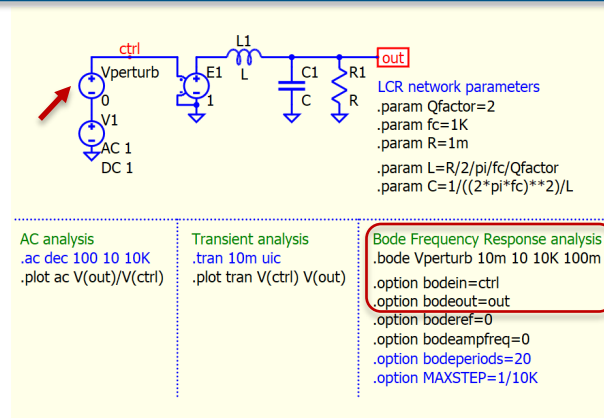 ctrl
Vperturb
0
V1
AC 1
DC 1
E1
1
L1
L
C1
C
R1
R
out
LCR network parameters
.param Qfactor=2
.param fc=1K
.param R=1m
.param L=R/2/pi/fc/Qfactor
.param C=1/((2*pi*fc)**2)/L
AC analysis
.ac dec 100 10 10K
.plot ac V(out)/V(ctrl)
Transient analysis
.tran 10m uic
.plot tran V(ctrl) V(out)
Bode Frequency Response analysis
.bode Vperturb 10m 10 10K 100m
.option bodein=ctrl
.option bodeout=out
.option boderef=0
.option bodeampfreq=0
.option bodeperiods=20
.option MAXSTEP=1/10K